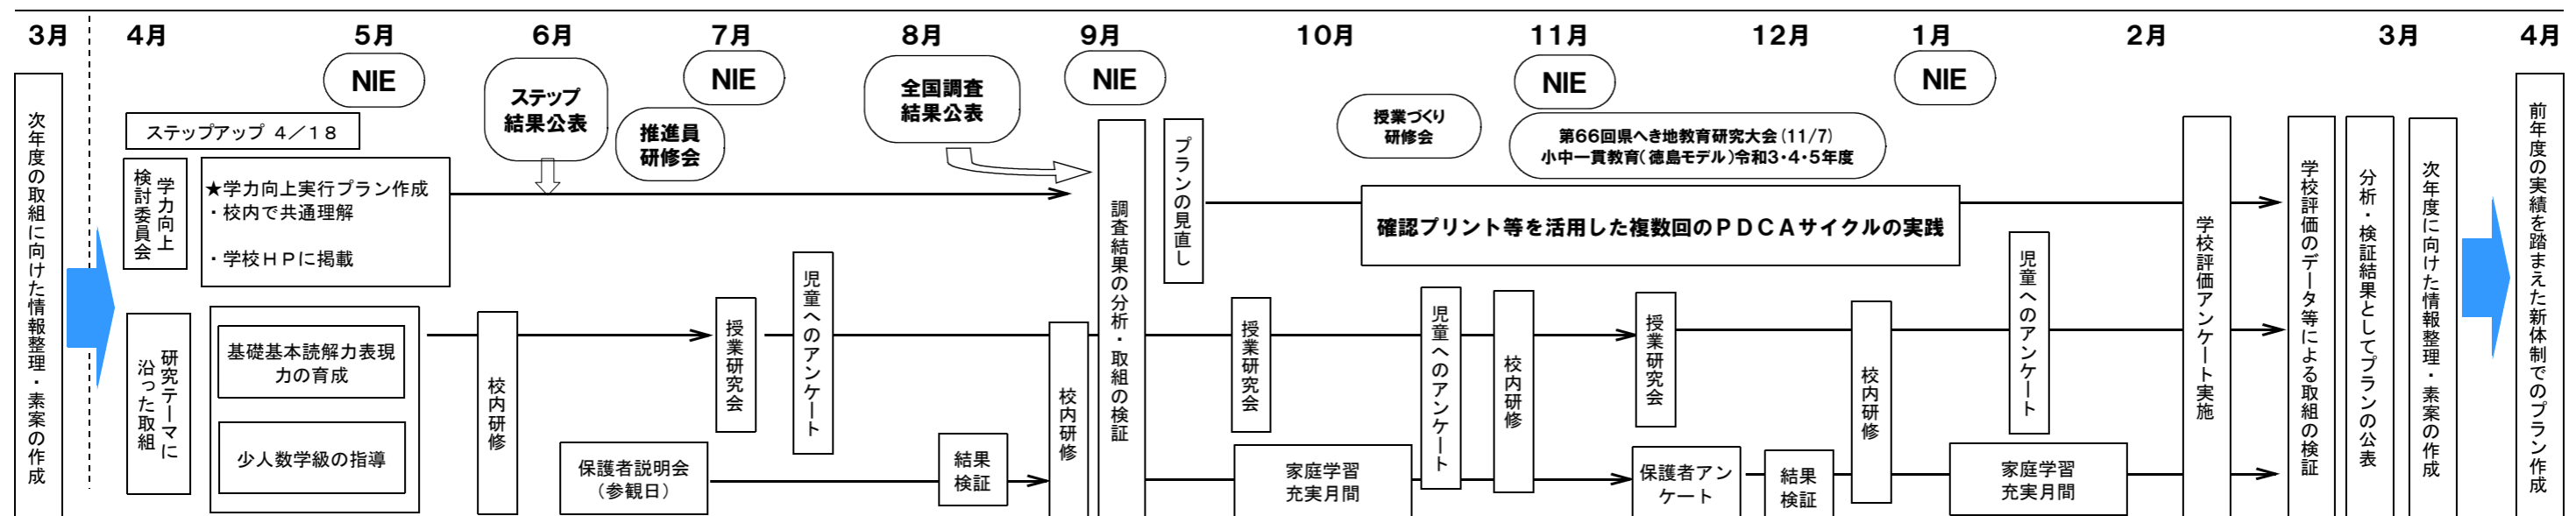 3月
4月
5月
6月
7月
8月
9月
10月
11月
12月
1月
2月
3月
4月
次年度の取組に向けた情報整理・素案の作成
NIE
ステップアップ 4/18
学力向上
検討委員会
★学力向上実行プラン作成
・校内で共通理解
・学校HPに掲載
研究テーマに
沿った取組
基礎基本読解力表現
力の育成
少人数学級の指導
校内研修
ステップ
結果公表
推進員
研修会
保護者説明会
(参観日)
NIE
授業研究会
児童へのアンケート
全国調査
結果公表
結果
検証
校内研修
NIE
調査結果の分析・取組の検証
プランの見直し
授業研究会
家庭学習
充実月間
授業づくり
研修会
確認プリント等を活用した複数回のPDCAサイクルの実践
児童へのアンケート
校内研修
NIE
第66回県へき地教育研究大会(11/7)
小中一貫教育(徳島モデル)令和3・4・5年度
授業研究会
保護者アン
ケート
結果
検証
校内研修
NIE
児童へのアンケート
家庭学習
充実月間
学校評価アンケート実施
学校評価のデータ等による取組の検証
分析・検証結果としてプランの公表
次年度に向けた情報整理・素案の作成
前年度の実績を踏まえた新体制でのプラン作成